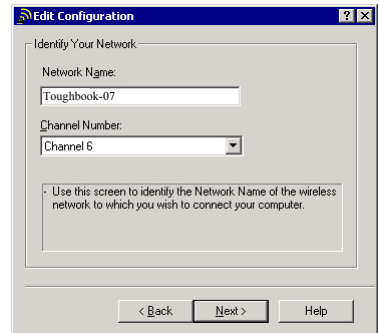 Edit Configuration
Identify Your Network
Network Name:
Toughbook-07
Channel Number:
Channel 6
- Use this screen to identify the Network Name of the wireless
network to which you wish to connect your computer.
< Back
Next >
Help